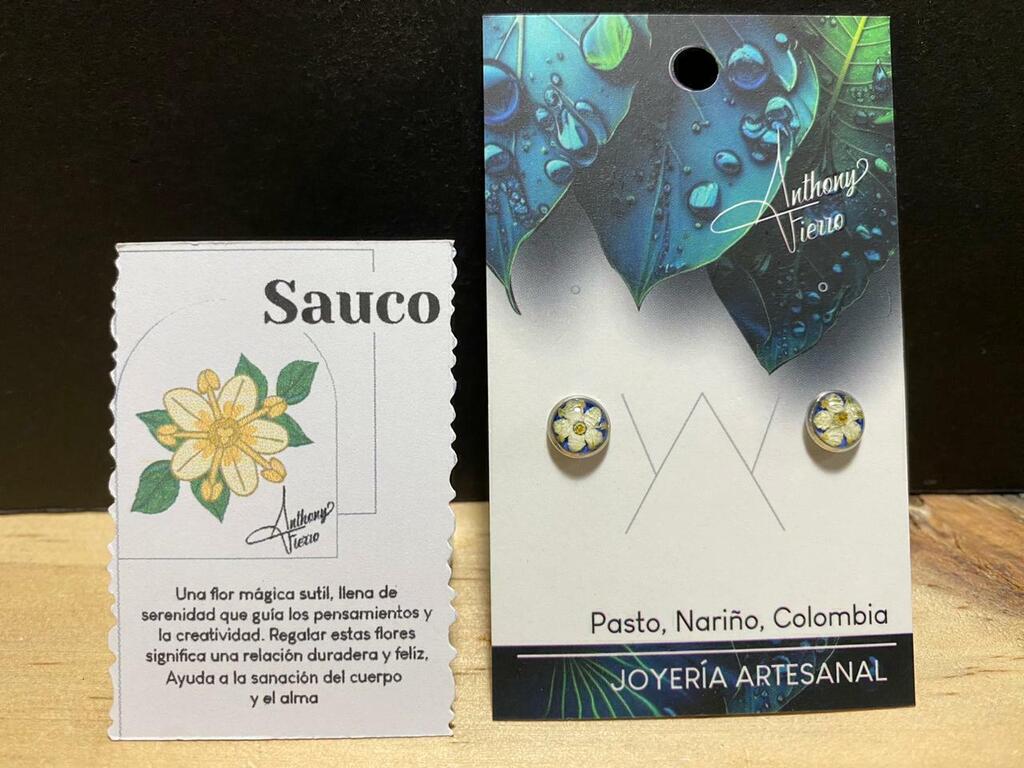 Sauco
Anthony
Fierro
Una flor mágica sutil, llena de
serenidad que guía los pensamientos y
la creatividad. Regalar estas flores
significa una relación duradera y feliz,
Ayuda a la sanación del cuerpo
y el alma
Anthony
Fierro
Pasto, Nariño, Colombia
JOYERÍA ARTESANAL